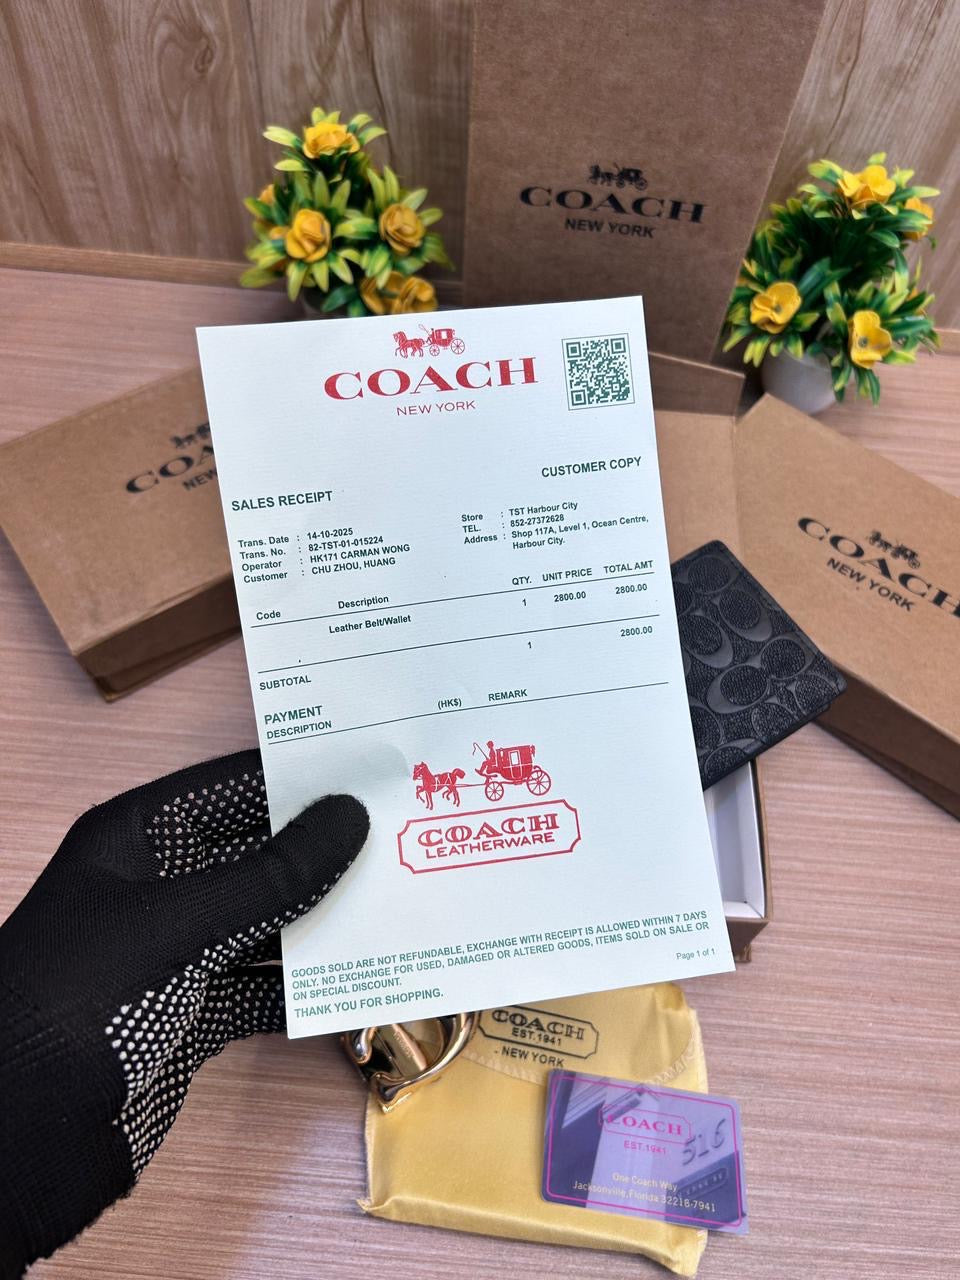 COACH
NEW YORK
COACH
NEW YORK
CUSTOMER COPY
SALES RECEIPT
Trans. Date : 14-10-2025
Trans. No. : 82-TST-01-015224
Operator : HK171 CARMAN WONG
Customer : CHU ZHOU, HUANG
Store : TST Harbour City
TEL. : 852-27372628
Address : Shop 117A, Level 1, Ocean Centre,
Harbour City.
Code Description QTY. UNIT PRICE TOTAL AMT
Leather Belt/Wallet 1 2800.00 2800.00
SUBTOTAL 1 2800.00
PAYMENT (HK$) REMARK
DESCRIPTION
COACH
LEATHERWARE
GOODS SOLD ARE NOT REFUNDABLE, EXCHANGE WITH RECEIPT IS ALLOWED WITHIN 7 DAYS
ONLY. NO EXCHANGE FOR USED, DAMAGED OR ALTERED GOODS, ITEMS SOLD ON SALE OR
ON SPECIAL DISCOUNT.
Page 1 of 1
THANK YOU FOR SHOPPING.
COACH
NEW YORK
COACH
EST.1941
- NEW YORK
COACH
EST.1941
516
One Coach Way
Jacksonville,Florida 32218-7941